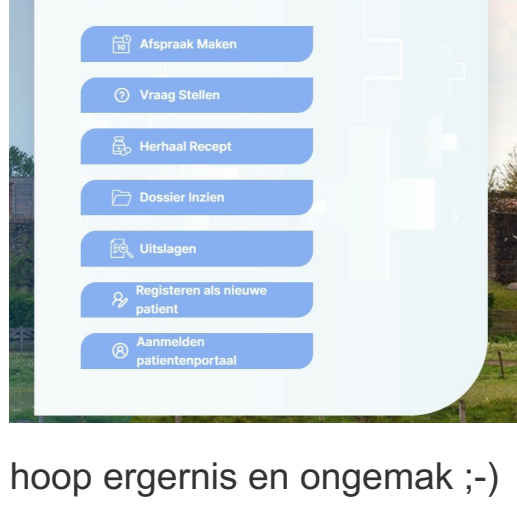 Afspraak Maken
Vraag Stellen
Herhaal Recept
Dossier Inzien
Uitslagen
Registeren als nieuwe
patient
Aanmelden
patientenportaal
hoop ergernis en ongemak ;-)